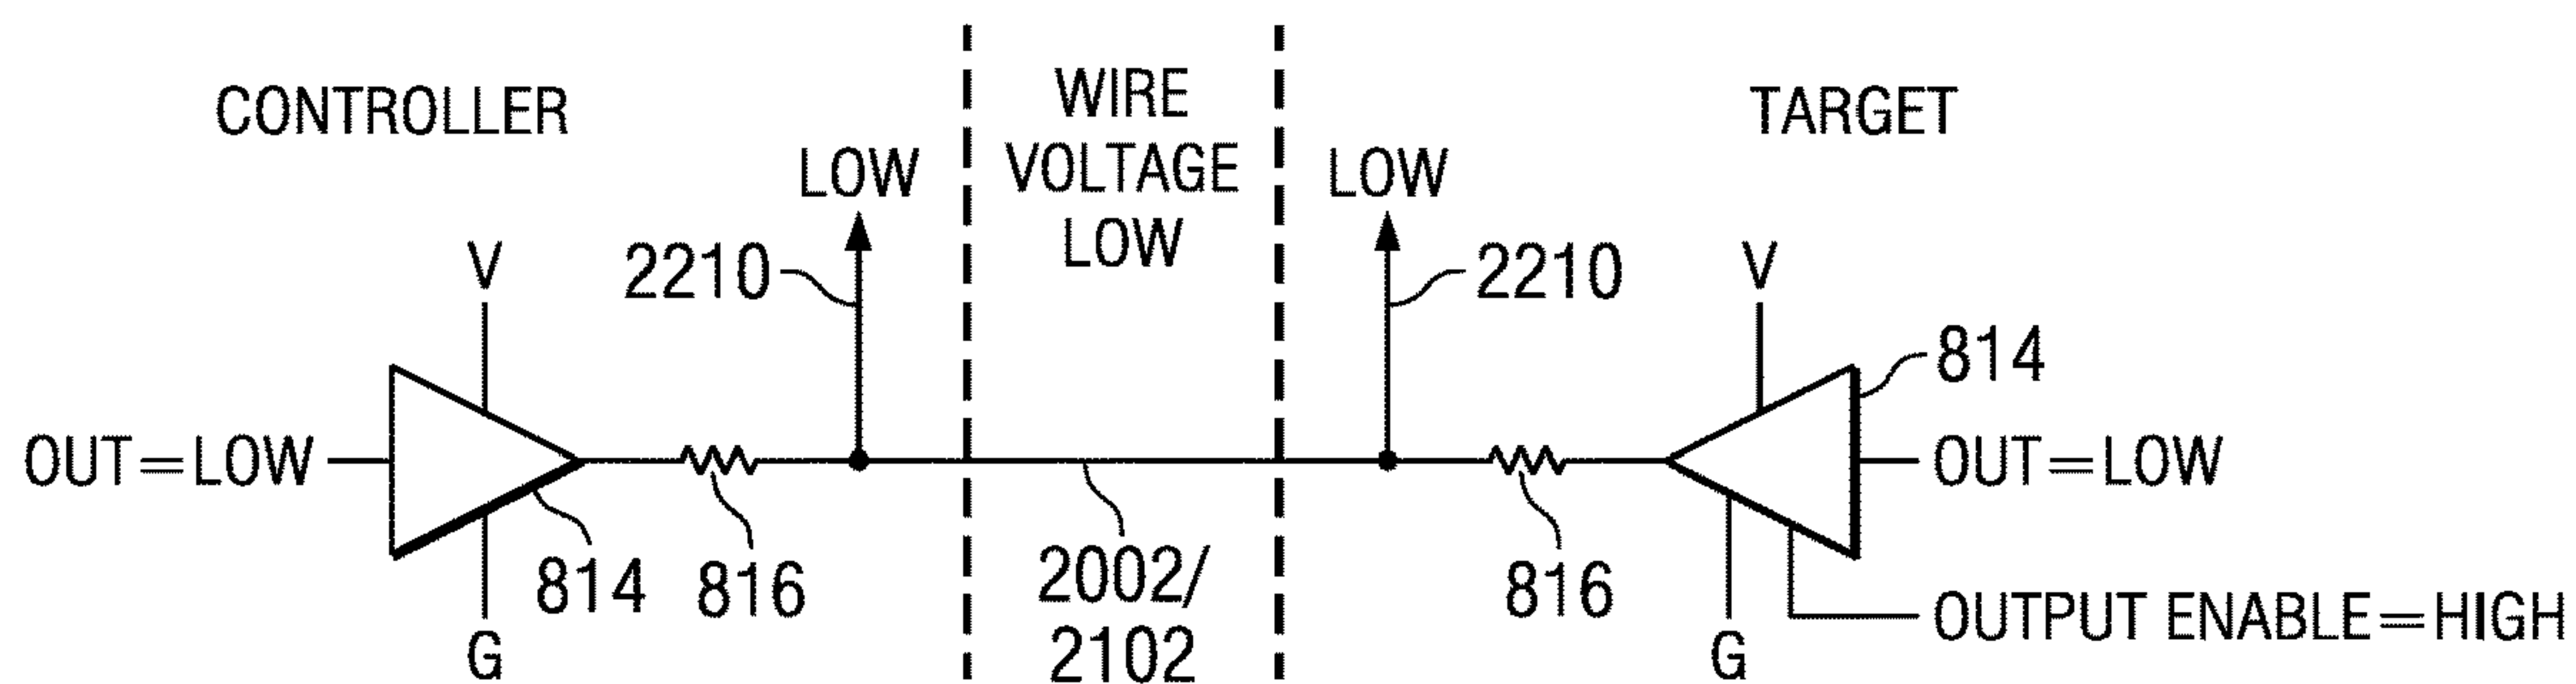 CONTROLLER
WIRE
VOLTAGE
LOW
TARGET
LOW
LOW
V
2210
2210
V
814
OUT=LOW
OUT=LOW
814
816
2002/
2102
816
OUTPUT ENABLE=HIGH
G
G